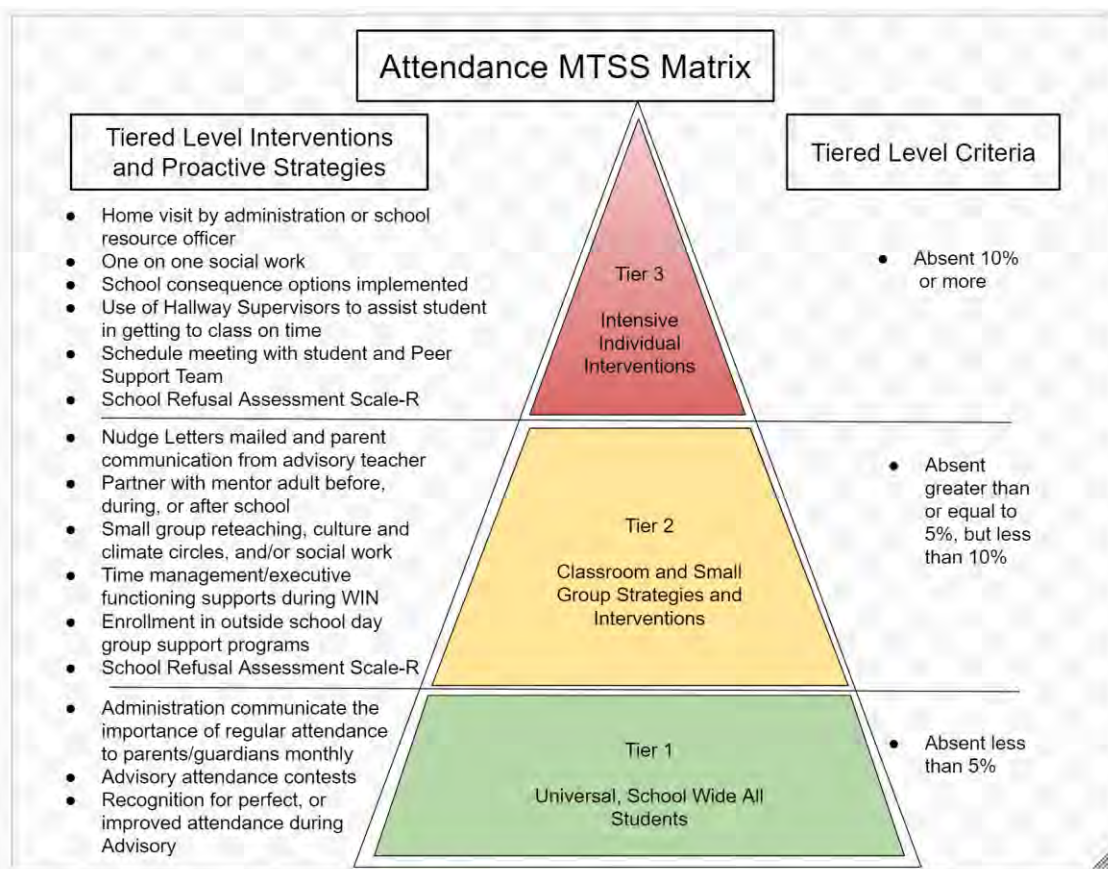 Attendance MTSS Matrix
Tiered Level Interventions
and Proactive Strategies
● Home visit by administration or school
resource officer
● One on one social work
● School consequence options implemented
● Use of Hallway Supervisors to assist student
in getting to class on time
● Schedule meeting with student and Peer
Support Team
● School Refusal Assessment Scale-R
● Nudge Letters mailed and parent
communication from advisory teacher
● Partner with mentor adult before,
during, or after school
● Small group reteaching, culture and
climate circles, and/or social work
● Time management/executive
functioning supports during WIN
● Enrollment in outside school day
group support programs
● School Refusal Assessment Scale-R
● Administration communicate the
importance of regular attendance
to parents/guardians monthly
● Advisory attendance contests
● Recognition for perfect, or
improved attendance during
Advisory
Tier 3
Intensive
Individual
Interventions
Tier 2
Classroom and Small
Group Strategies and
Interventions
Tier 1
Universal, School Wide All
Students
Tiered Level Criteria
● Absent 10%
or more
● Absent
greater than
or equal to
5%, but less
than 10%
● Absent less
than 5%